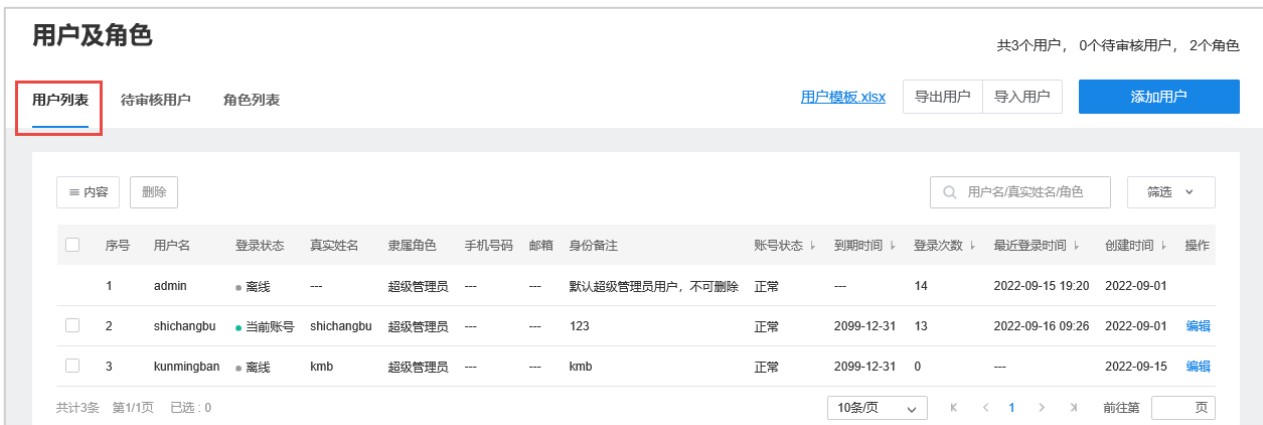 用户及角色
共3个用户， 0个待审核用户， 2个角色
用户列表 待审核用户 角色列表 用户模板.xlsx 导出用户 导入用户 添加用户
内容 删除 用户名/真实姓名/角色 筛选
序号 用户名 登录状态 真实姓名 隶属角色 手机号码 邮箱 身份备注 账号状态 到期时间 登录次数 最近登录时间 创建时间 操作
1 admin 离线 --- 超级管理员 --- --- 默认超级管理员用户，不可删除 正常 --- 14 2022-09-15 19:20 2022-09-01
2 shichangbu 当前账号 shichangbu 超级管理员 --- --- 123 正常 2099-12-31 13 2022-09-16 09:26 2022-09-01 编辑
3 kunmingban 离线 kmb 超级管理员 --- --- kmb 正常 2099-12-31 0 --- 2022-09-15 编辑
共计3条 第1/1页 已选 : 0 10条/页 1 前往第 页